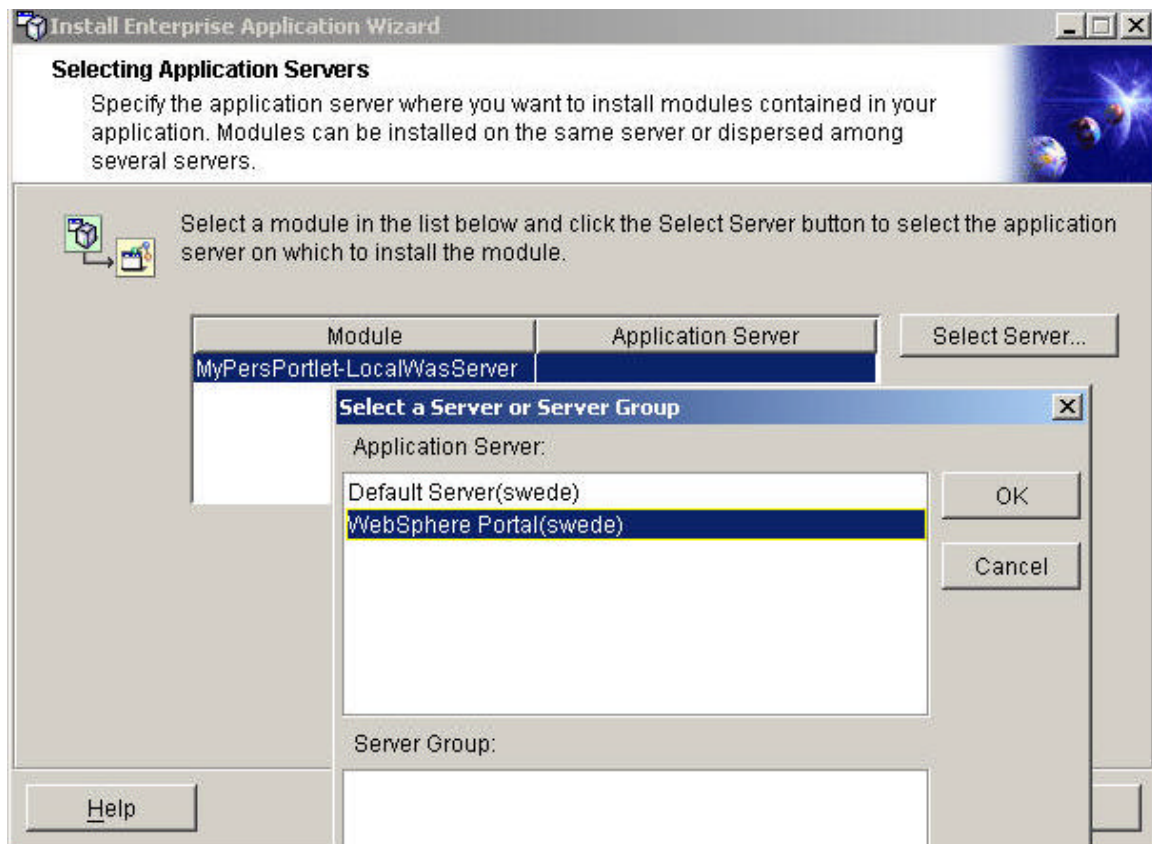 Install Enterprise Application Wizard
Selecting Application Servers
Specify the application server where you want to install modules contained in your
application. Modules can be installed on the same server or dispersed among
several servers.
Select a module in the list below and click the Select Server button to select the application
server on which to install the module.
Module Application Server Select Server...
MyPersPortlet-LocalWasServer
Select a Server or Server Group
Application Server:
Default Server(swede) OK
WebSphere Portal(swede)
Cancel
Server Group:
Help